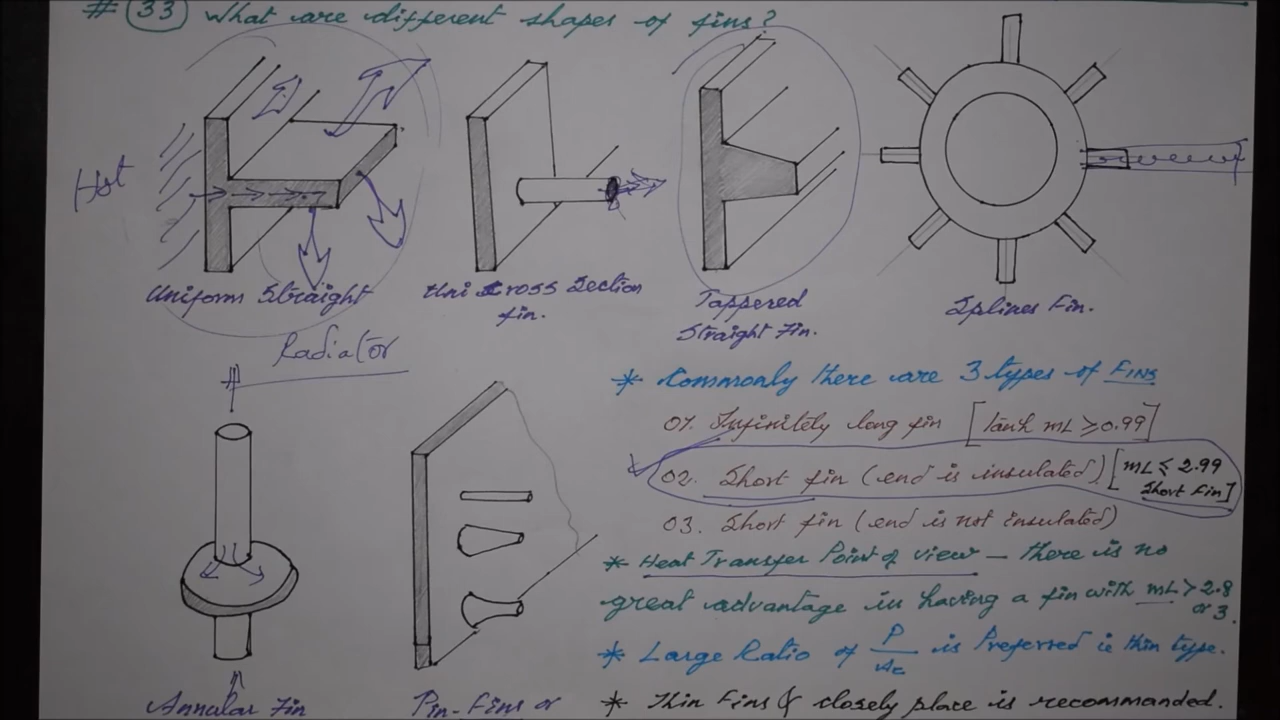 # 33 What are different shapes of fins?
Hot
Uniform Straight
Uni Cross Section
fin.
Tappered
Straight Fin.
Splines Fin.
Radiator
* Commonly there are 3 types of Fins
01. Infinitely long fin [tanh mL ≥ 0.99]
02. Short fin (end is insulated) [mL ≤ 2.99
Short Fin]
03. Short fin (end is not insulated)
* Heat Transfer Point of view – there is no
great advantage in having a fin with mL > 2.8
or 3.
* Large Ratio of P/Ac is Preferred ie thin type.
* Thin Fins & closely place is recommanded.
Annular Fin
Pin-Fins or